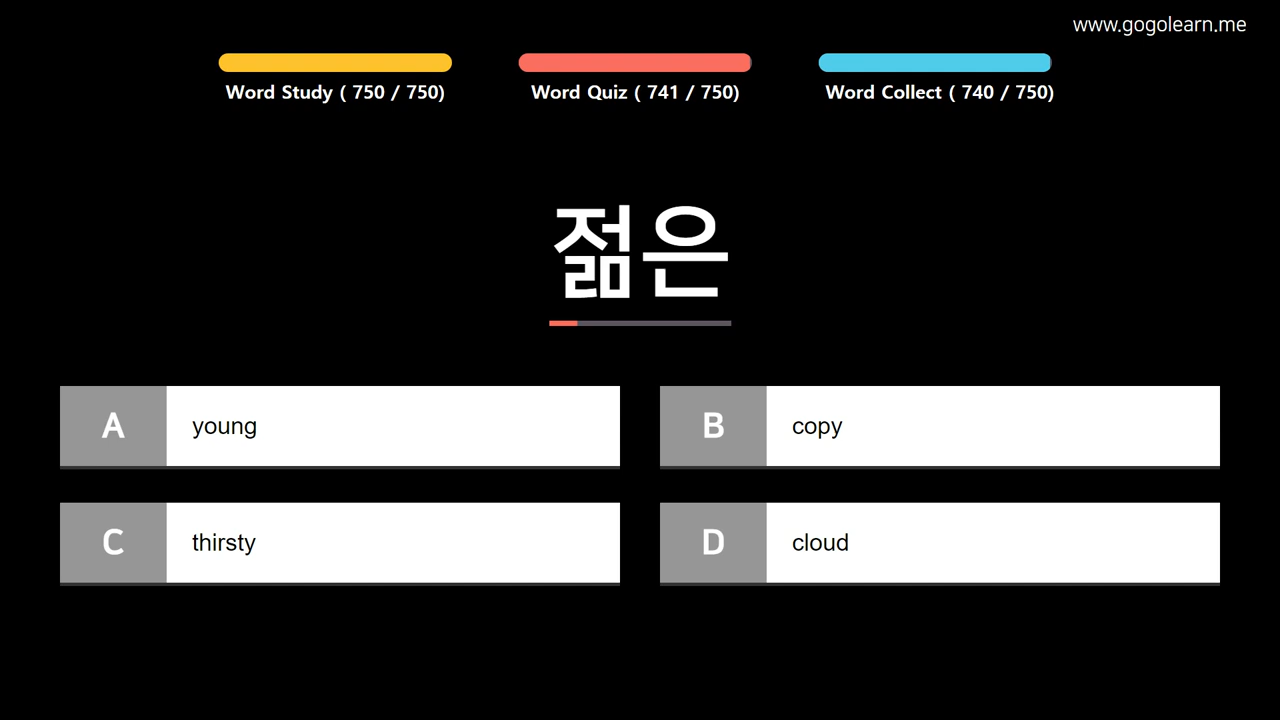 www.gogolearn.me
Word Study ( 750 / 750)
Word Quiz ( 741 / 750)
Word Collect ( 740 / 750)
젊은
A young
B copy
C thirsty
D cloud